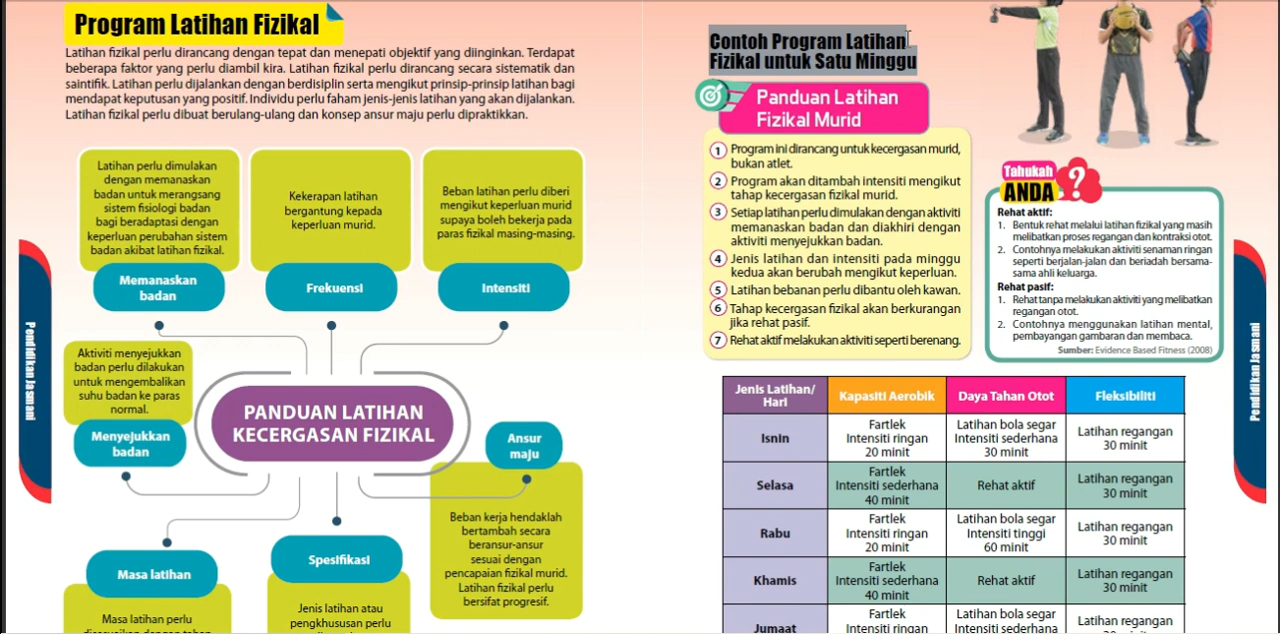 Program Latihan Fizikal
Latihan fizikal perlu dirancang dengan tepat dan menepati objektif yang diinginkan. Terdapat
beberapa faktor yang perlu diambil kira. Latihan fizikal perlu dirancang secara sistematik dan
saintifik. Latihan perlu dijalankan dengan berdisiplin serta mengikut prinsip-prinsip latihan bagi
mendapat keputusan yang positif. Individu perlu faham jenis-jenis latihan yang akan dijalankan.
Latihan fizikal perlu dibuat berulang-ulang dan konsep ansur maju perlu dipraktikkan.
Latihan perlu dimulakan
dengan memanaskan
badan untuk merangsang
sistem fisiologi badan
bagi beradaptasi dengan
keperluan perubahan sistem
badan akibat latihan fizikal.
Memanaskan
badan
Kekerapan latihan
bergantung kepada
keperluan murid.
Frekuensi
Beban latihan perlu diberi
mengikut keperluan murid
supaya boleh bekerja pada
paras fizikal masing-masing.
Intensiti
Pendidikan Jasmani
Aktiviti menyejukkan
badan perlu dilakukan
untuk mengembalikan
suhu badan ke paras
normal.
Menyejukkan
badan
PANDUAN LATIHAN
KECERGASAN FIZIKAL
Ansur
maju
Beban kerja hendaklah
bertambah secara
beransur-ansur
sesuai dengan
pencapaian fizikal murid.
Latihan fizikal perlu
bersifat progresif.
Masa latihan
Masa latihan perlu
Spesifikasi
Jenis latihan atau
pengkhususan perlu
Contoh Program Latihan
Fizikal untuk Satu Minggu
Panduan Latihan
Fizikal Murid
1 Program ini dirancang untuk kecergasan murid,
bukan atlet.
2 Program akan ditambah intensiti mengikut
tahap kecergasan fizikal murid.
3 Setiap latihan perlu dimulakan dengan aktiviti
memanaskan badan dan diakhiri dengan
aktiviti menyejukkan badan.
4 Jenis latihan dan intensiti pada minggu
kedua akan berubah mengikut keperluan.
5 Latihan bebanan perlu dibantu oleh kawan.
6 Tahap kecergasan fizikal akan berkurangan
jika rehat pasif.
7 Rehat aktif melakukan aktiviti seperti berenang.
Tahukah
ANDA ?
Rehat aktif:
1. Bentuk rehat melalui latihan fizikal yang masih
melibatkan proses regangan dan kontraksi otot.
2. Contohnya melakukan aktiviti senaman ringan
seperti berjalan-jalan dan beriadah bersama-
sama ahli keluarga.
Rehat pasif:
1. Rehat tanpa melakukan aktiviti yang melibatkan
regangan otot.
2. Contohnya menggunakan latihan mental,
pembayangan gambaran dan membaca.
Sumber: Evidence Based Fitness (2008)
Pendidikan Jasmani
Jenis Latihan/
Hari
Kapasiti Aerobik
Daya Tahan Otot
Fleksibiliti
Isnin
Fartlek
Intensiti ringan
20 minit
Latihan bola segar
Intensiti sederhana
30 minit
Latihan regangan
30 minit
Selasa
Fartlek
Intensiti sederhana
40 minit
Rehat aktif
Latihan regangan
30 minit
Rabu
Fartlek
Intensiti ringan
20 minit
Latihan bola segar
Intensiti tinggi
60 minit
Latihan regangan
30 minit
Khamis
Fartlek
Intensiti sederhana
40 minit
Rehat aktif
Latihan regangan
30 minit
Jumaat
Fartlek
Intensiti ringan
Latihan bola segar
Intensiti sederhana
Latihan regangan